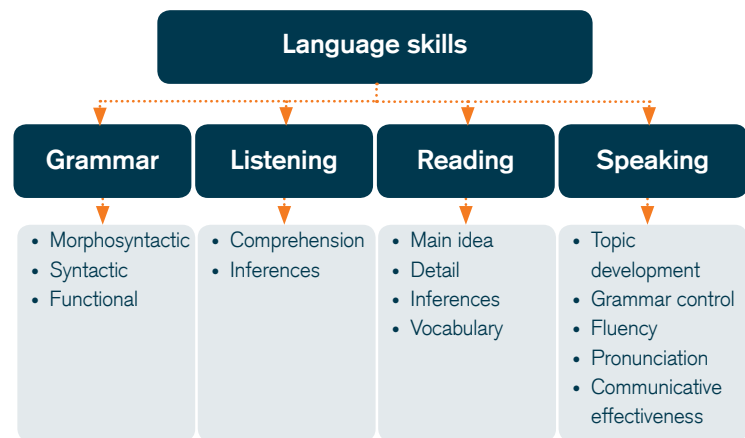 Language skills
Grammar
Listening
Reading
Speaking
• Morphosyntactic
• Syntactic
• Functional
• Comprehension
• Inferences
• Main idea
• Detail
• Inferences
• Vocabulary
• Topic
development
• Grammar control
• Fluency
• Pronunciation
• Communicative
effectiveness